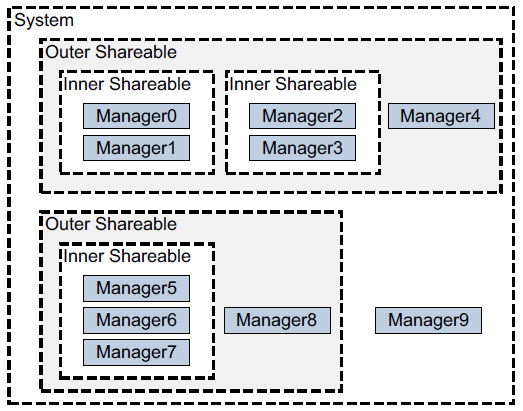 System
Outer Shareable
Inner Shareable
Manager0
Manager1
Inner Shareable
Manager2
Manager3
Manager4
Outer Shareable
Inner Shareable
Manager5
Manager6
Manager7
Manager8
Manager9